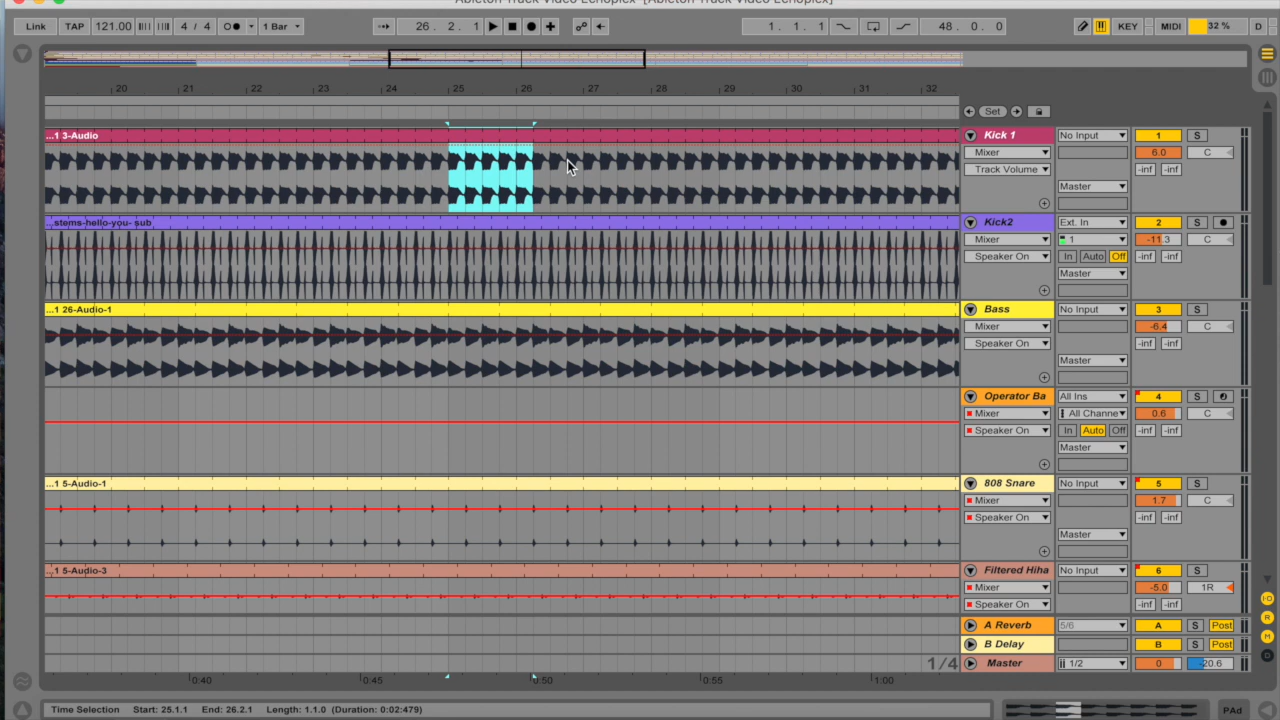 Ableton Track Video Echoplex [Ableton Track Video Echoplex]
Link TAP 121.00 4 / 4 1 Bar 26. 2. 1 1. 1. 1 48. 0. 0 KEY MIDI 32 % D
20 21 22 23 24 25 26 27 28 29 30 31 32
Set
...1 3-Audio Kick 1 No Input 1 S
Mixer 6.0 C
Track Volume -inf -inf
Master
...stems-hello-you- sub Kick2 Ext. In 2 S
Mixer 1 -11.3 C
Speaker On In Auto Off -inf -inf
Master
...1 26-Audio-1 Bass No Input 3 S
Mixer -6.4 C
Speaker On -inf -inf
Master
Operator Ba All Ins 4 S
Mixer All Channe 0.6 C
Speaker On In Auto Off -inf -inf
Master
...1 5-Audio-1 808 Snare No Input 5 S
Mixer 1.7 C
Speaker On -inf -inf
Master
...1 5-Audio-3 Filtered Hiha No Input 6 S
Mixer -5.0 1R
Speaker On -inf -inf
I·O
A Reverb 5/6 A S Post
R
B Delay B S Post
M
D
1/4 Master 1/2 0 -20.6
0:40 0:45 0:50 0:55 1:00
Time Selection Start: 25.1.1 End: 26.2.1 Length: 1.1.0 (Duration: 0:02:479) PAd